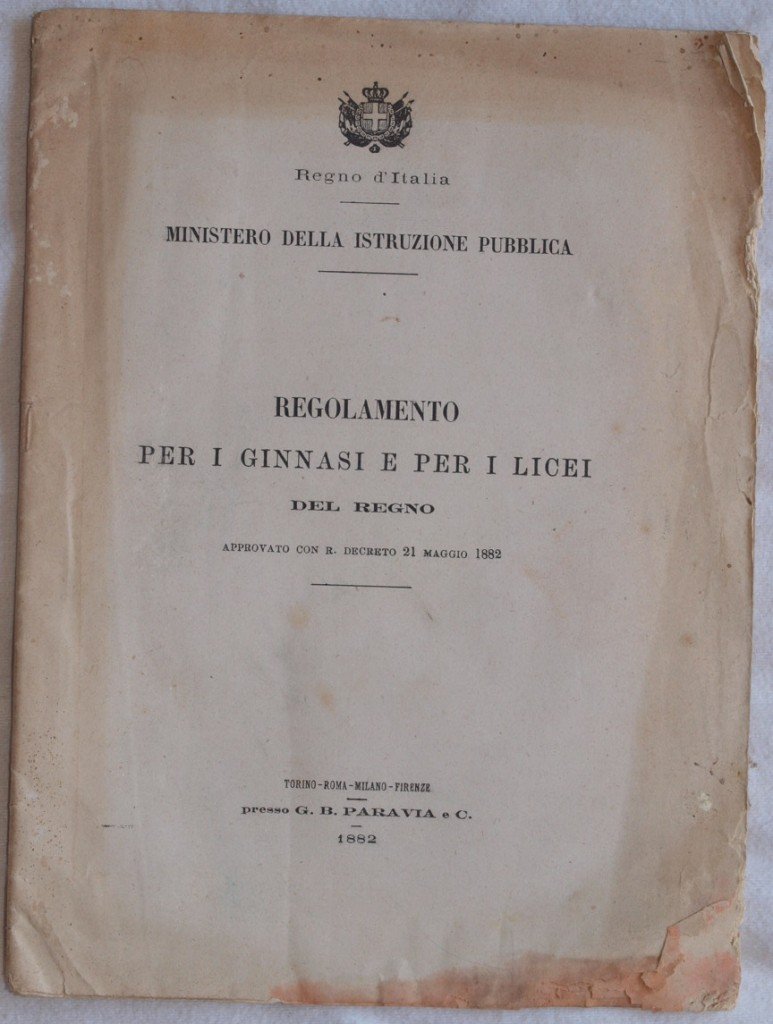 Regno d'Italia
MINISTERO DELLA ISTRUZIONE PUBBLICA
REGOLAMENTO
PER I GINNASI E PER I LICEI
DEL REGNO
APPROVATO CON R. DECRETO 21 MAGGIO 1882
TORINO-ROMA-MILANO-FIRENZE
presso G. B. PARAVIA e C.
1882